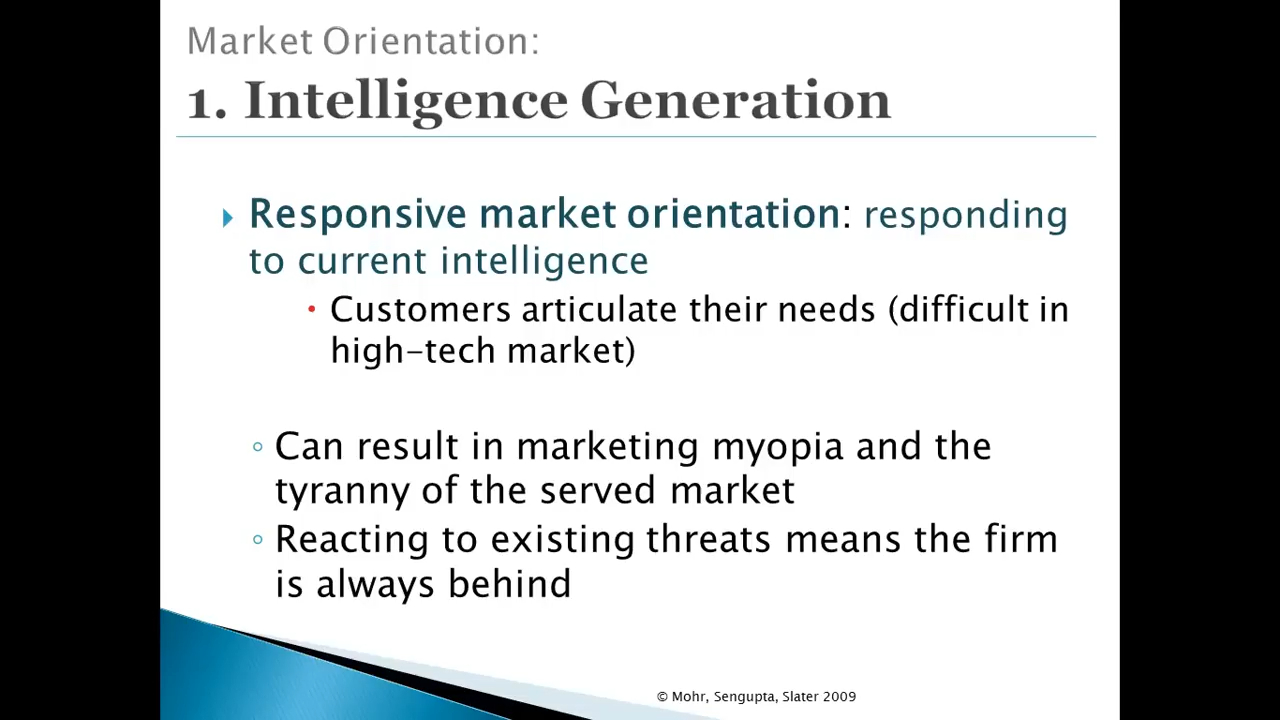 Market Orientation:
1. Intelligence Generation
Responsive market orientation: responding
to current intelligence
• Customers articulate their needs (difficult in
high-tech market)
◦ Can result in marketing myopia and the
tyranny of the served market
◦ Reacting to existing threats means the firm
is always behind
© Mohr, Sengupta, Slater 2009